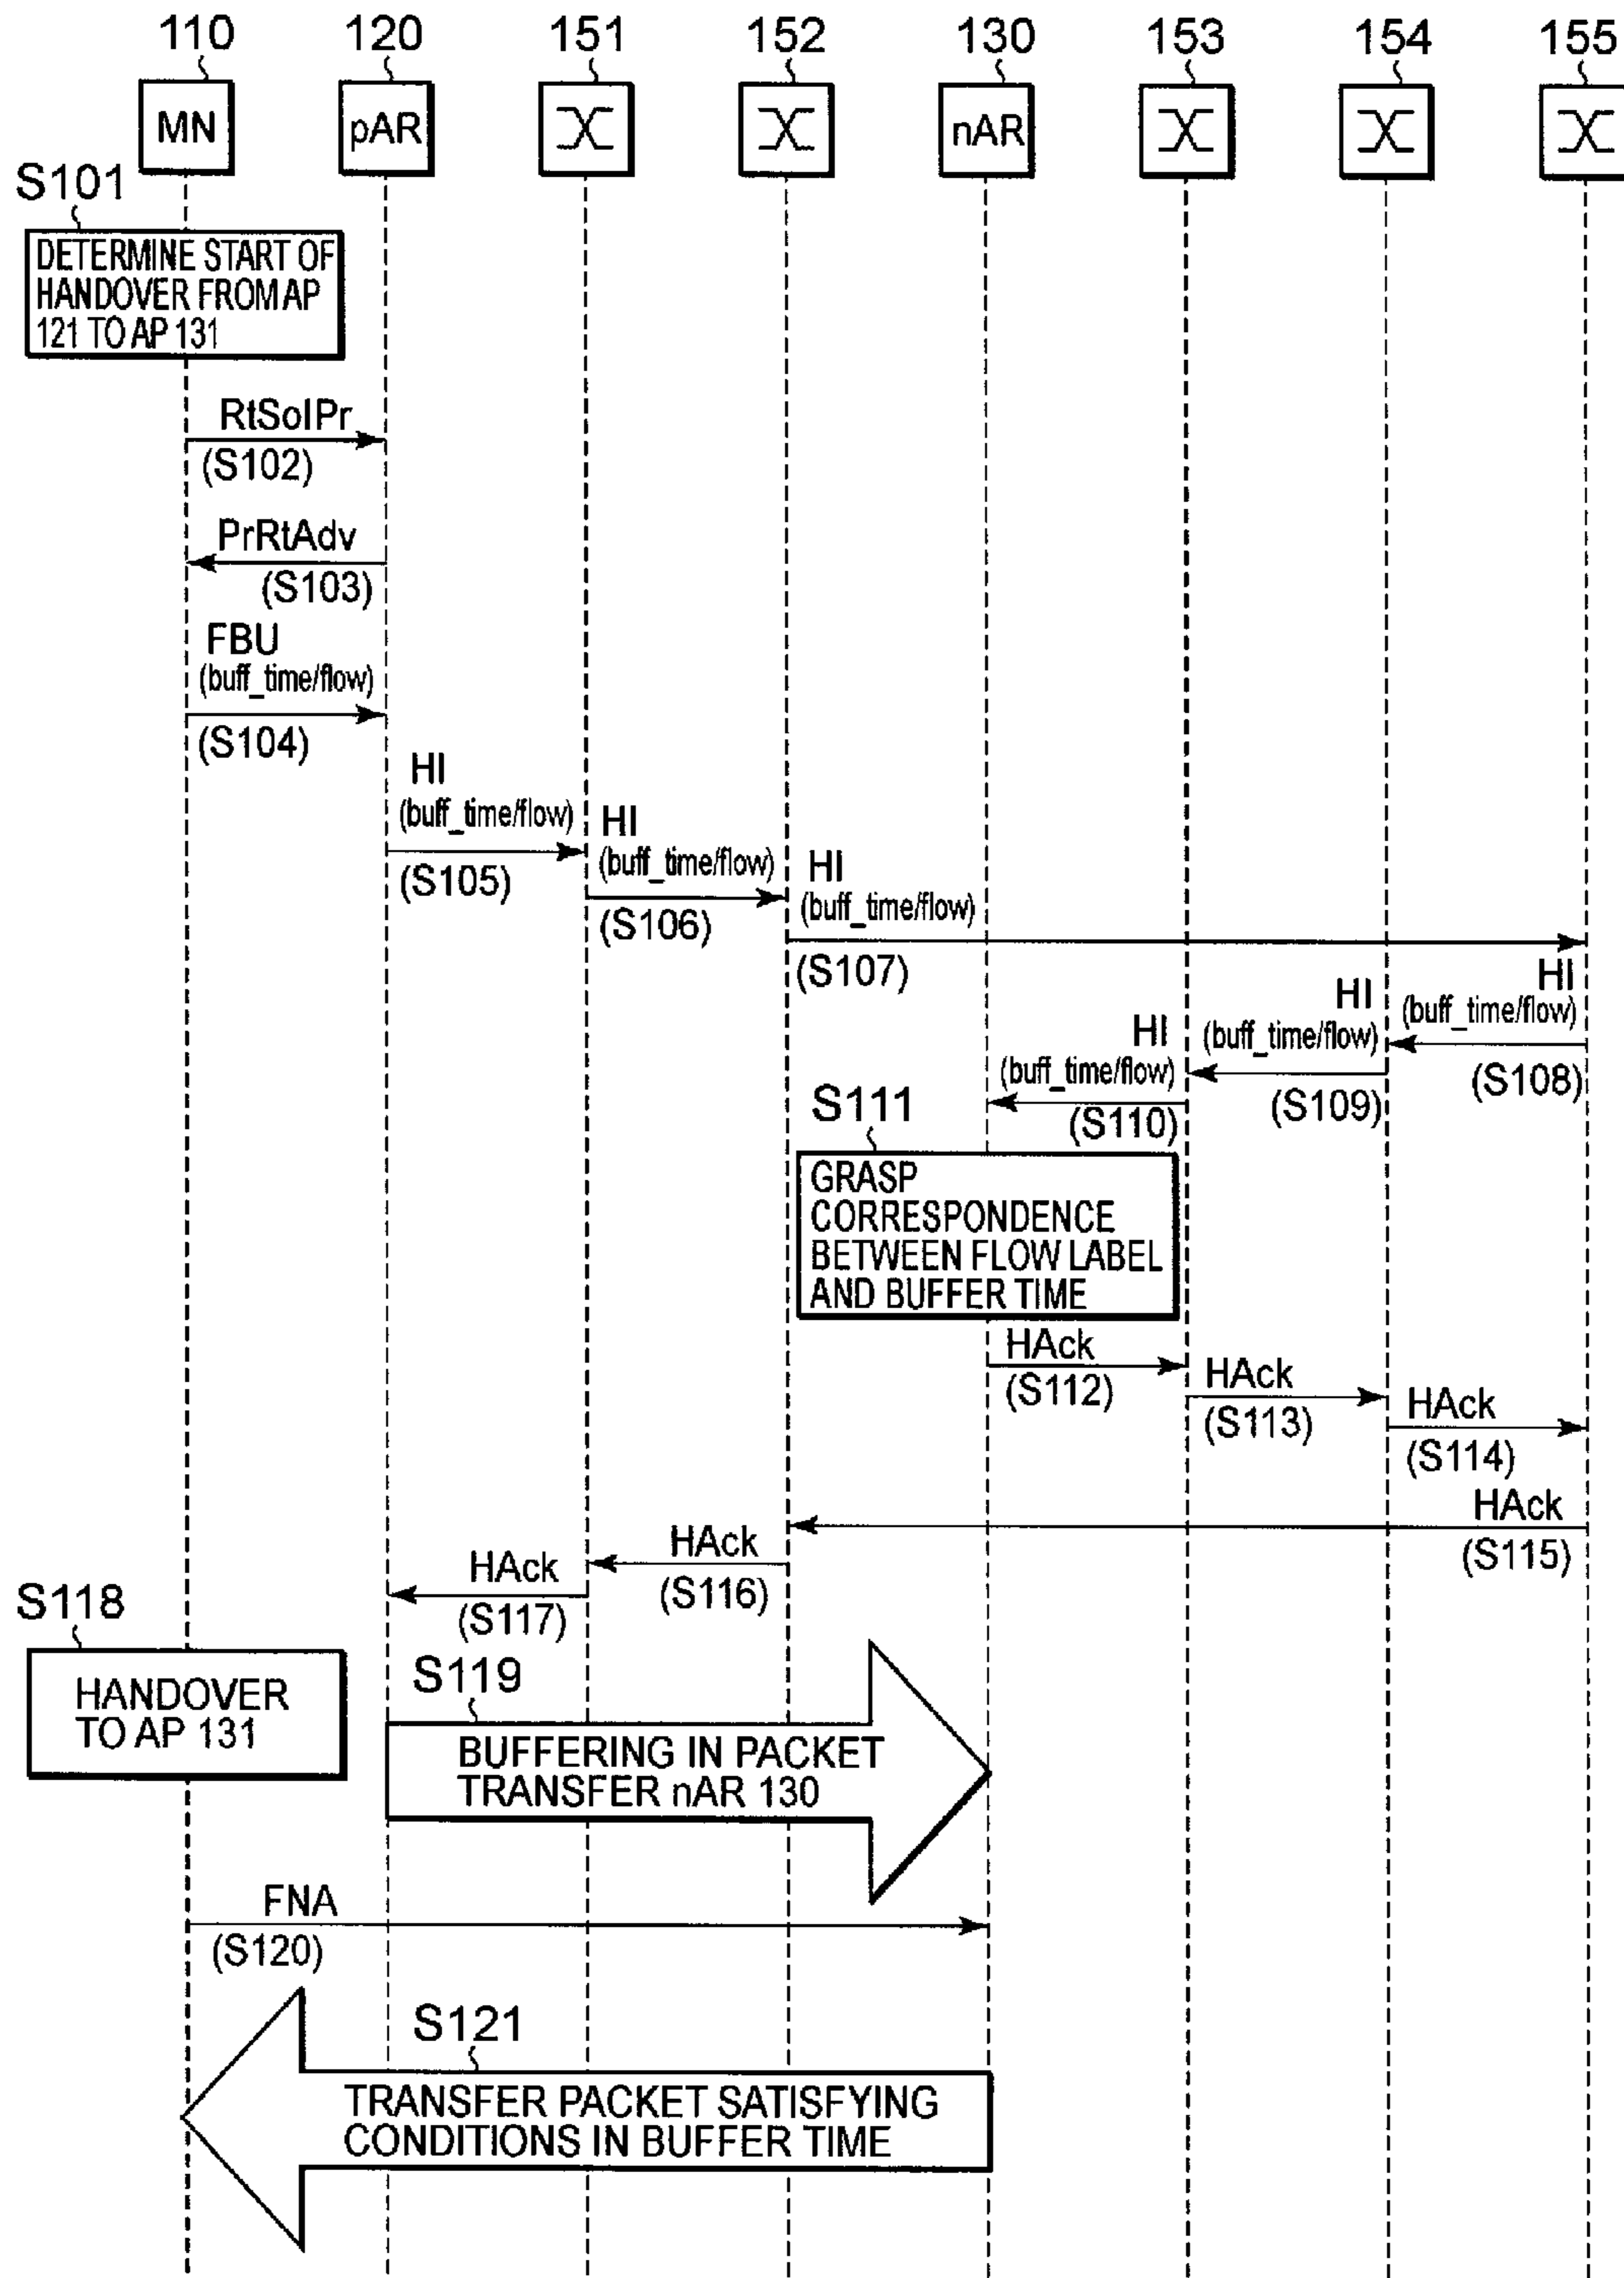 110 120 151 152 130 153 154 155
MN pAR nAR
S101
DETERMINE START OF
HANDOVER FROM AP
121 TO AP 131
RtSolPr
(S102)
PrRtAdv
(S103)
FBU
(buff_time/flow)
(S104)
HI
(buff_time/flow)
(S105)
HI
(buff_time/flow)
(S106)
HI
(buff_time/flow)
(S107)
HI
(buff_time/flow)
(S108)
HI
(buff_time/flow)
(S109)
HI
(buff_time/flow)
(S110)
S111
GRASP
CORRESPONDENCE
BETWEEN FLOW LABEL
AND BUFFER TIME
HAck
(S112)
HAck
(S113)
HAck
(S114)
HAck
(S115)
HAck
(S116)
HAck
(S117)
S118
HANDOVER
TO AP 131
S119
BUFFERING IN PACKET
TRANSFER nAR 130
FNA
(S120)
S121
TRANSFER PACKET SATISFYING
CONDITIONS IN BUFFER TIME